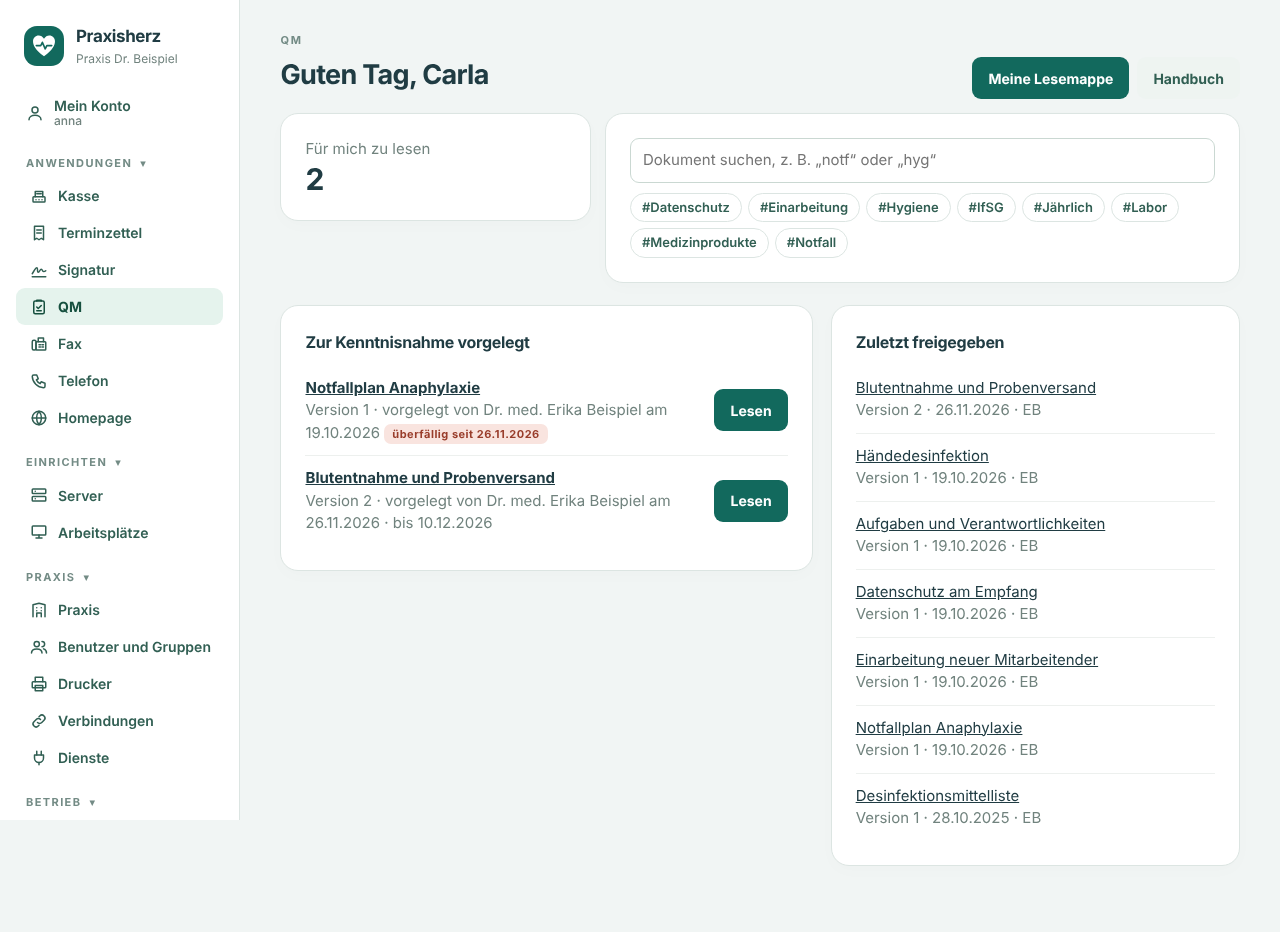 Praxisherz
Praxis Dr. Beispiel
Mein Konto
anna
ANWENDUNGEN ▾
Kasse
Terminzettel
Signatur
QM
Fax
Telefon
Homepage
EINRICHTEN ▾
Server
Arbeitsplätze
PRAXIS ▾
Praxis
Benutzer und Gruppen
Drucker
Verbindungen
Dienste
BETRIEB ▾
QM
Guten Tag, Carla
Meine Lesemappe
Handbuch
Für mich zu lesen
2
Dokument suchen, z. B. „notf“ oder „hyg“
#Datenschutz #Einarbeitung #Hygiene #IfSG #Jährlich #Labor
#Medizinprodukte #Notfall
Zur Kenntnisnahme vorgelegt
Notfallplan Anaphylaxie
Version 1 · vorgelegt von Dr. med. Erika Beispiel am
19.10.2026 überfällig seit 26.11.2026
Lesen
Blutentnahme und Probenversand
Version 2 · vorgelegt von Dr. med. Erika Beispiel am
26.11.2026 · bis 10.12.2026
Lesen
Zuletzt freigegeben
Blutentnahme und Probenversand
Version 2 · 26.11.2026 · EB
Händedesinfektion
Version 1 · 19.10.2026 · EB
Aufgaben und Verantwortlichkeiten
Version 1 · 19.10.2026 · EB
Datenschutz am Empfang
Version 1 · 19.10.2026 · EB
Einarbeitung neuer Mitarbeitender
Version 1 · 19.10.2026 · EB
Notfallplan Anaphylaxie
Version 1 · 19.10.2026 · EB
Desinfektionsmittelliste
Version 1 · 28.10.2025 · EB